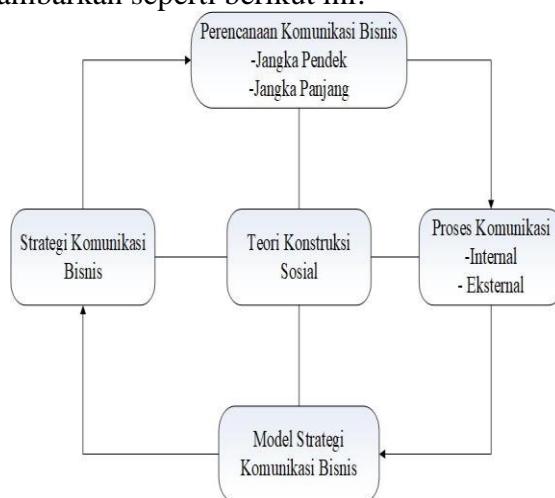 ambarkan seperti berikut ini:
Perencanaan Komunikasi Bisnis
-Jangka Pendek
-Jangka Panjang
Strategi Komunikasi
Bisnis
Teori Konstruksi
Sosial
Proses Komunikasi
-Internal
- Eksternal
Model Strategi
Komunikasi Bisnis